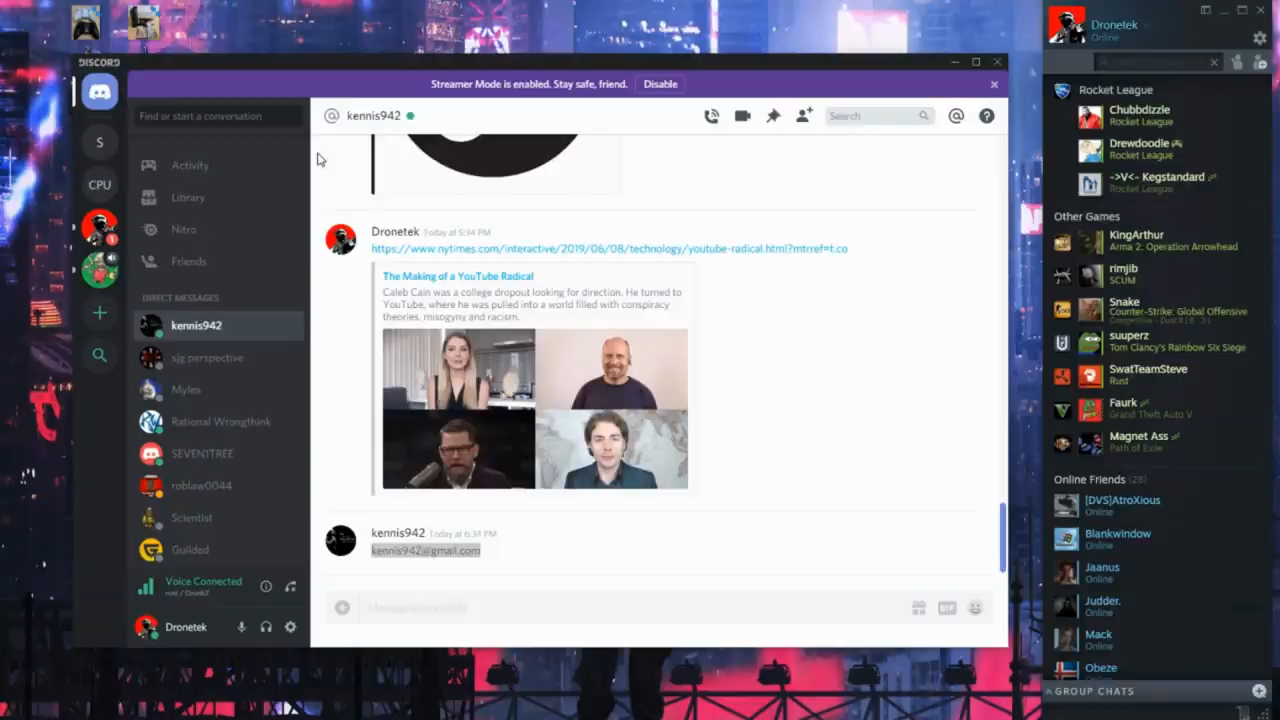 DISCORD
Streamer Mode is enabled. Stay safe, friend.
Disable
Find or start a conversation
kennis942
Search
S
CPU
Activity
Library
Nitro
Friends
DIRECT MESSAGES
kennis942
sjg perspective
Myles
Rational Wrongthink
SEVEN1TREE
roblaw0044
Scientist
Guilded
Voice Connected
Dronetek
Dronetek Today at 5:34 PM
https://www.nytimes.com/interactive/2019/06/08/technology/youtube-radical.html?mtrref=t.co
The Making of a YouTube Radical
Caleb Cain was a college dropout looking for direction. He turned to
YouTube, where he was pulled into a world filled with conspiracy
theories, misogyny and racism.
kennis942 Today at 6:34 PM
kennis942@gmail.com
GIF
Dronetek
Online
Rocket League
Chubbdizzle
Rocket League
Drewdoodle
Rocket League
->V<- Kegstandard
Rocket League
Other Games
KingArthur
Arma 2: Operation Arrowhead
rimjib
SCUM
Snake
Counter-Strike: Global Offensive
suuperz
Tom Clancy's Rainbow Six Siege
SwatTeamSteve
Rust
Faurk
Grand Theft Auto V
Magnet Ass
Path of Exile
Online Friends (28)
[DVS]AtroXious
Online
Blankwindow
Online
Jaanus
Online
Judder.
Online
Mack
Online
Obeze
Online
GROUP CHATS